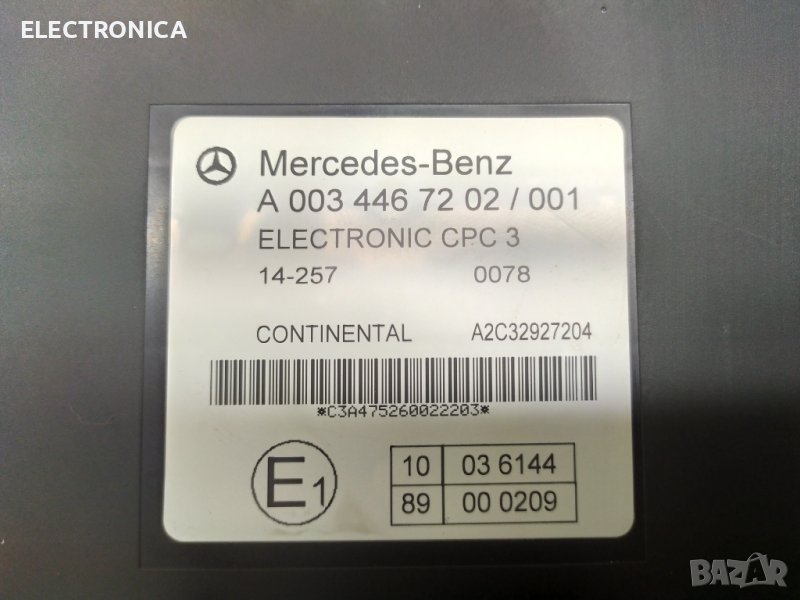 ELECTRONICA
Mercedes-Benz
A 003 446 72 02 / 001
ELECTRONIC CPC 3
14-257 0078
CONTINENTAL A2C32927204
*C3A475260022203*
E1
10 03 6144
89 00 0209
BAZAR